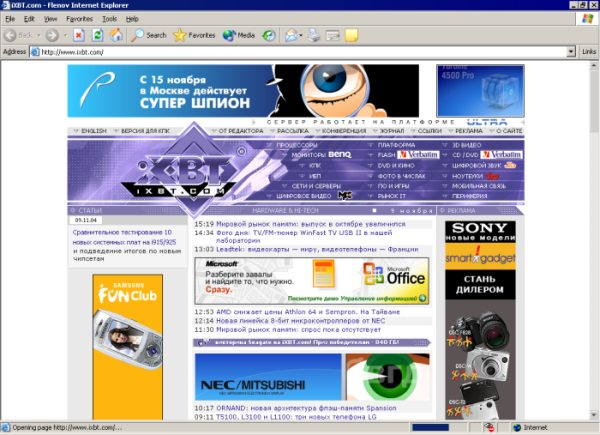 iXBT.com - Flenov Internet Explorer
File Edit View Favorites Tools Help
Back Search Favorites Media
Address http://www.ixbt.com/ Links
С 15 ноября
в Москве действует
СУПЕР ШПИОН
4500 Pro
СЕРВЕР РАБОТАЕТ НА ПЛАТФОРМЕ ULTRA
ENGLISH ВЕРСИЯ ДЛЯ КПК ОТ РЕДАКТОРА РАССЫЛКА КОНФЕРЕНЦИЯ ЖУРНАЛ ССЫЛКИ РЕКЛАМА О САЙТЕ
iXBT
iXBT.COM
ПРОЦЕССОРЫ ПЛАТФОРМА 3D ВИДЕО
МОНИТОРЫ BenQ FLASH Verbatim CD / DVD Verbatim
КПК DVD И КИНО ЦИФРОВОЙ ЗВУК
ИБП ФОТО В ЧИСЛАХ НОУТБУКИ
СЕТИ И СЕРВЕРЫ ПО И ИГРЫ МОБИЛЬНАЯ СВЯЗЬ
ЦИФРОВОЕ ВИДЕО РЫНОК IT ПЕРИФЕРИЯ
СТАТЬИ HARDWARE & HI-TECH 9 ноября РЕКЛАМА
09.11.04
Сравнительное тестирование 10
новых системных плат на i915/925
и подведение итогов по новым
чипсетам
SAMSUNG
FUN Club
15:19 Мировой рынок памяти: выпуск в октябре увеличился
14:34 Фото дня: TV/FM-тюнер WinFast TV USB II в нашей
лаборатории
13:03 Leadtek: видеокарты — миру, видеотелефоны — Франции
Microsoft
Разберите завалы
и найдите то, что нужно.
Сразу.
Microsoft
Office
Посмотрите демо Управление информацией
12:53 AMD снижает цены Athlon 64 и Sempron. На Тайване
12:14 Новая линейка 8-бит микроконтроллеров от NEC
11:30 Мировой рынок памяти: спрос пока отсутствует
викторина Seagate на iXBT.com! Приз победителям -
NEC/MITSUBISHI
10:17 ORNAND: новая архитектура флэш-памяти Spansion
09:11 T5100, L3100 и L1100: три новых телефона LG
SONY
новые модели
smart gadget
СТАТЬ
ДИЛЕРОМ
Opening page http://www.ixbt.com/... Internet